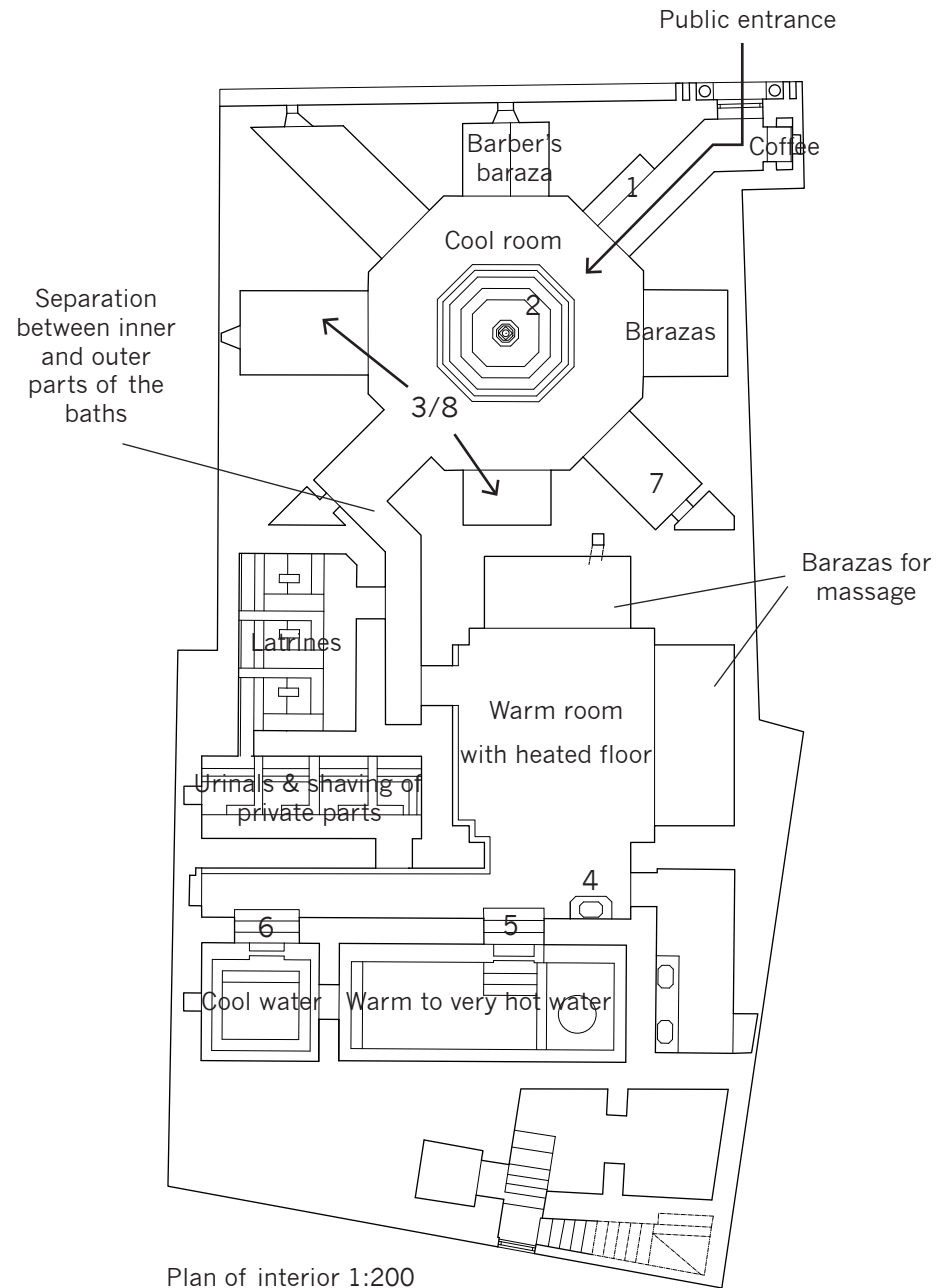 Public entrance
Barber's
baraza
Coffee
1
Cool room
Separation
between inner
and outer
parts of the
baths
2
Barazas
3/8
7
Barazas for
massage
Latrines
Warm room
with heated floor
Urinals & shaving of
private parts
4
6
5
Cool water
Warm to very hot water
Plan of interior 1:200